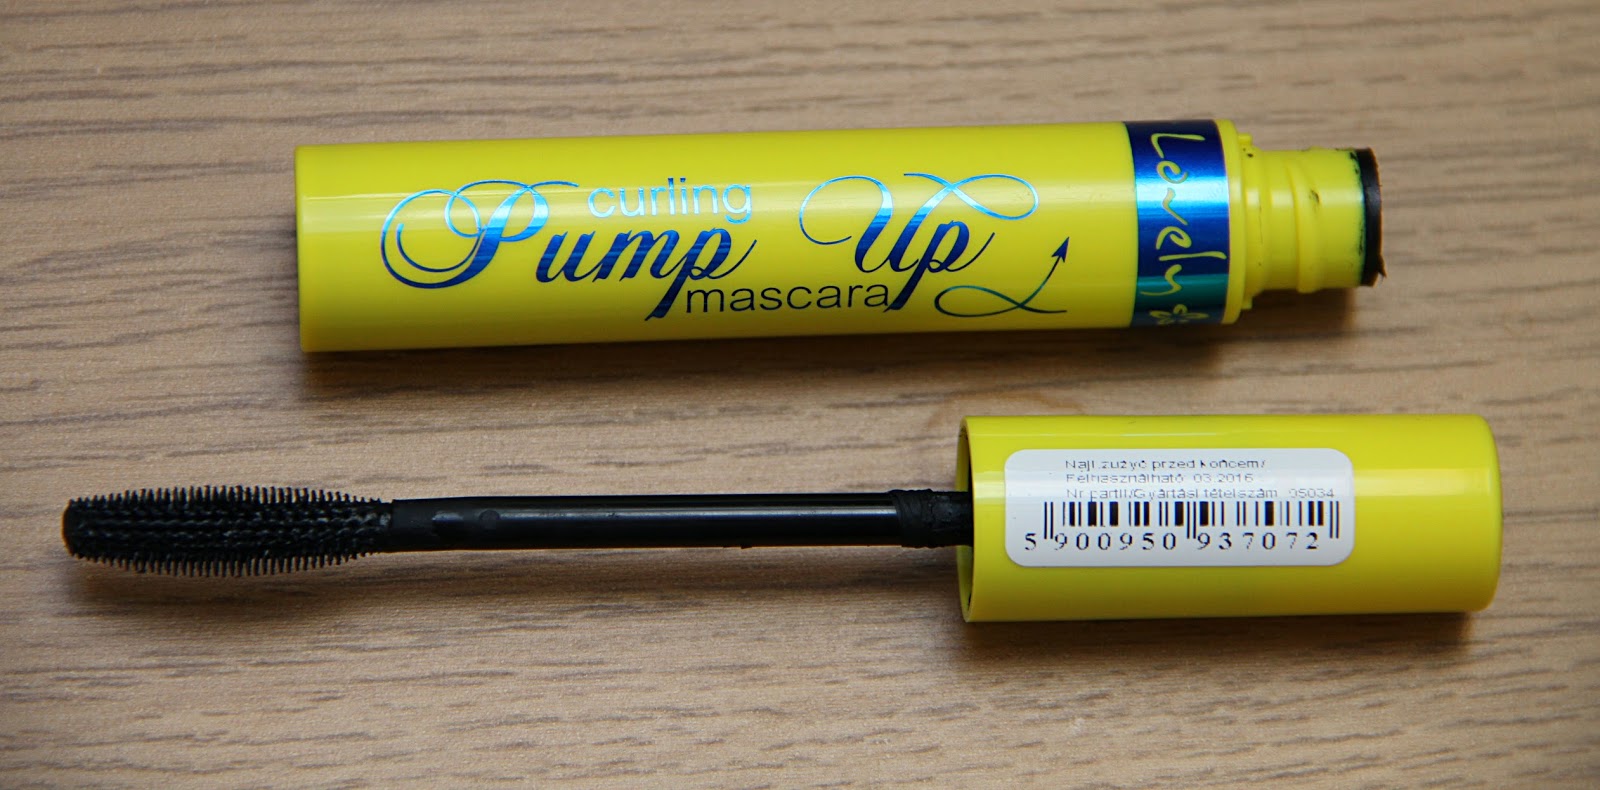 curling
Pump Up
mascara
Lovely
Najl. zużyć przed końcem/
Felhasználható: 03.2016
Nr partii/Gyártási tételszám: 05034
5 900950 937072